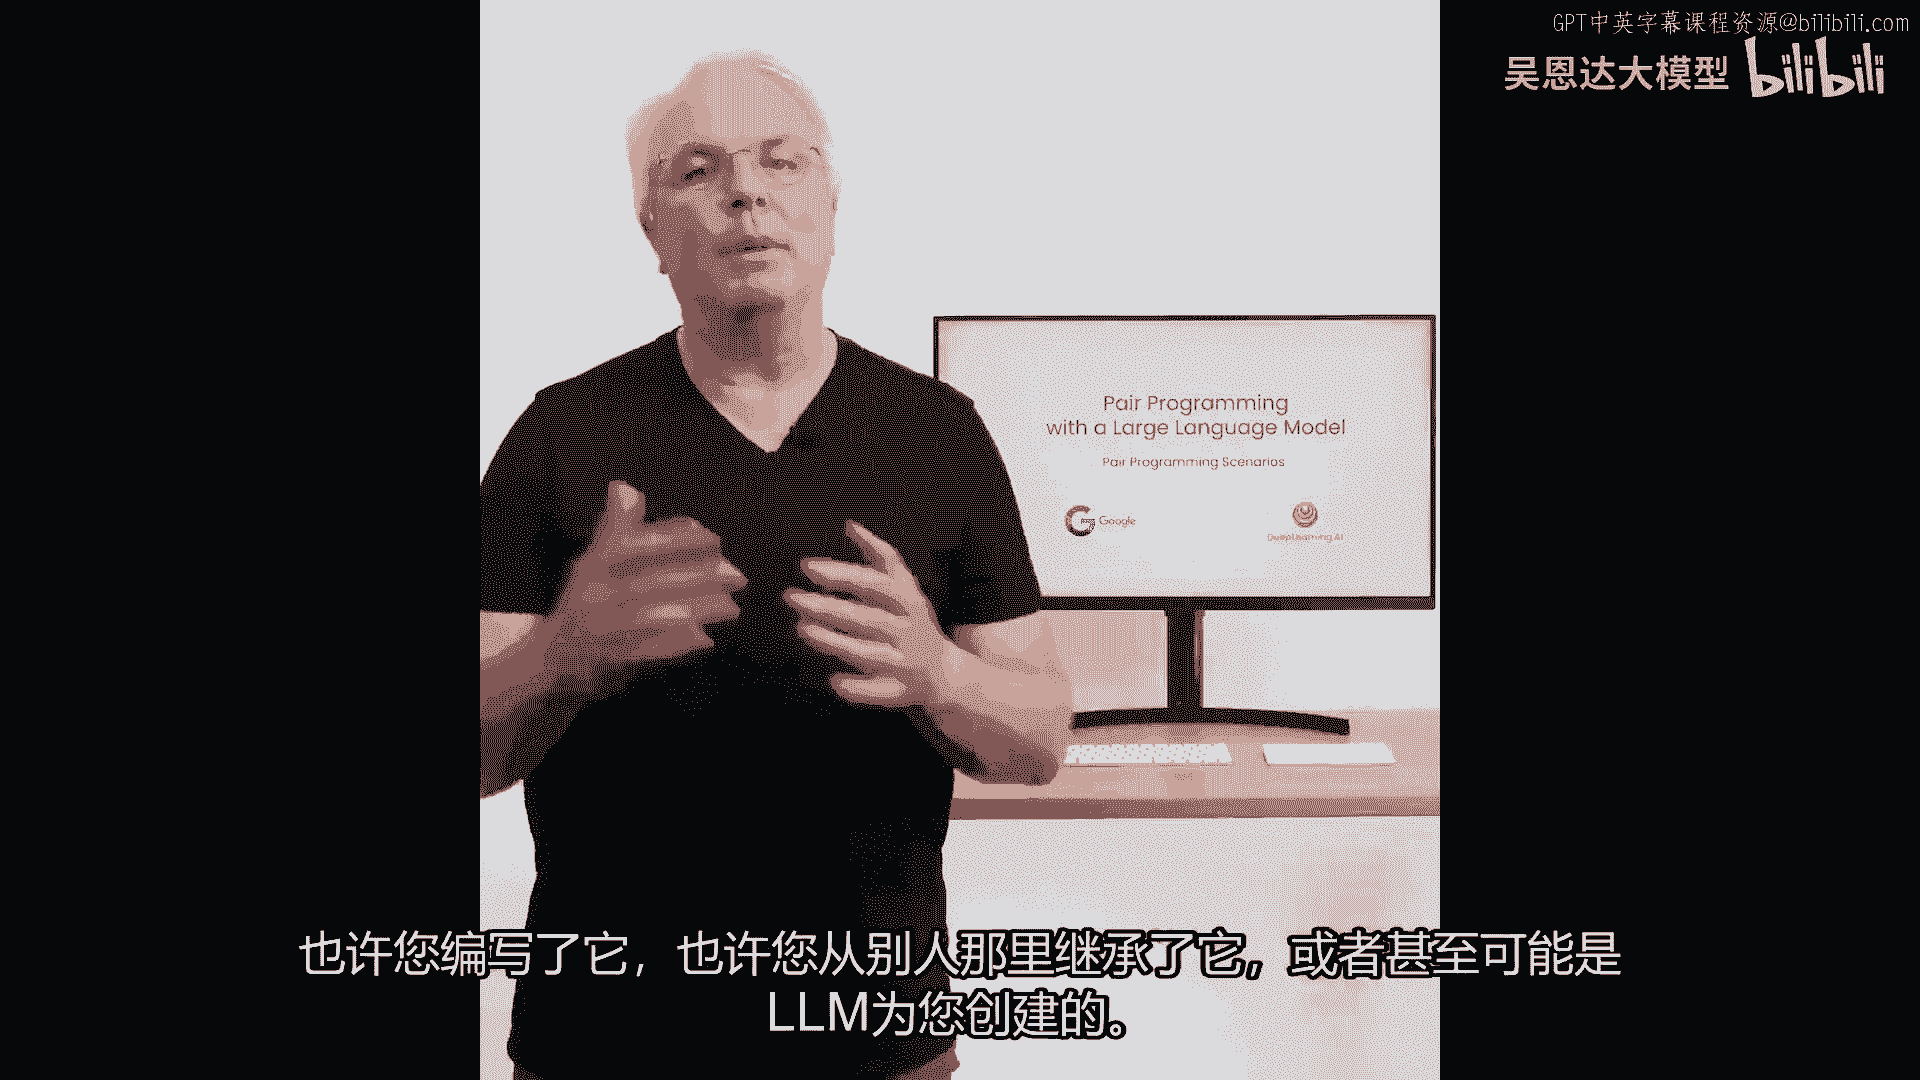 GPT中英字幕课程资源@bilibili.com
吴恩达大模型 bilibili
Pair Programming
with a Large Language Model
Pair Programming Scenarios
Google
DeepLearning.AI
也许您编写了它，也许您从别人那里继承了它，或者甚至可能是
LLM为您创建的。